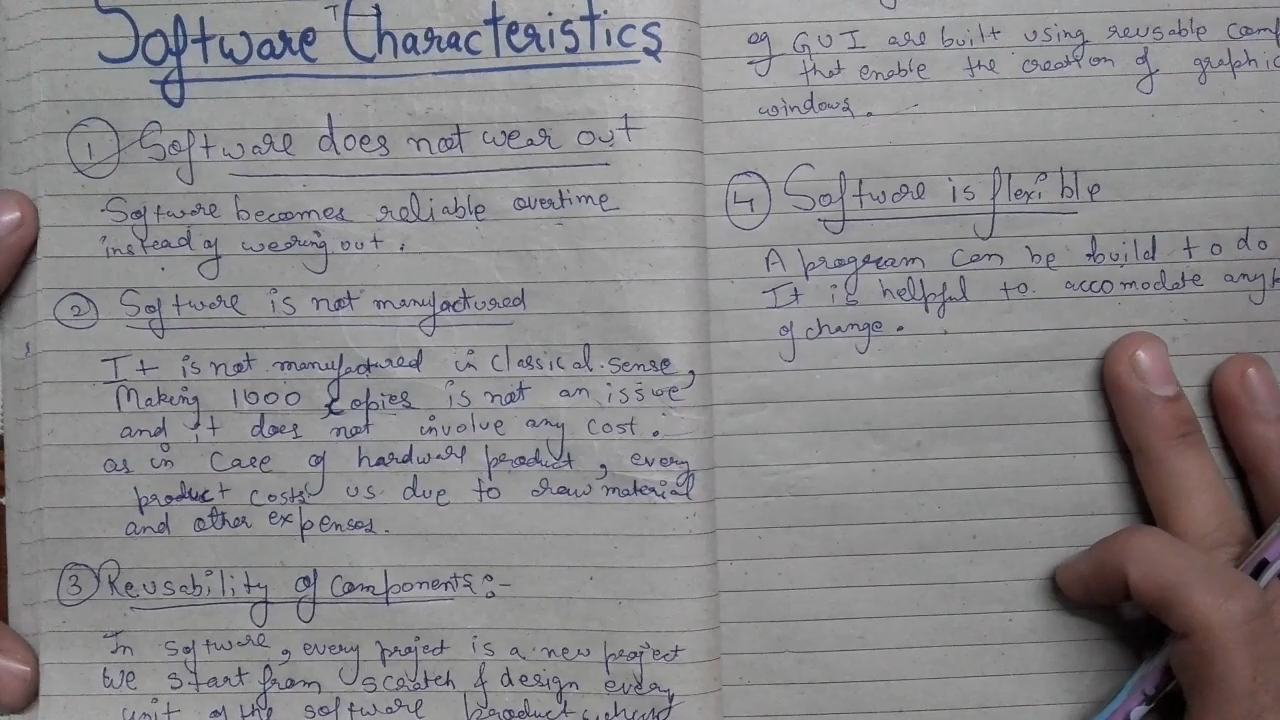 Software Characteristics
1 Software does not wear out
Software becomes reliable overtime
instead of wearing out.
2 Software is not manufactured
It is not manufactured in classical sense,
Making 1000 copies is not an issue
and it does not involve any cost.
as in case of hardware product, every
product costs us due to raw material
and other expenses.
3 Reusability of components:-
In software, every project is a new project
We start from scratch & design every
unit of the software product
eg GUI are built using reusable
that enable the creation of
windows.
4 Software is flexible
A program can be build to do
It is helpful to accomodate
of change.